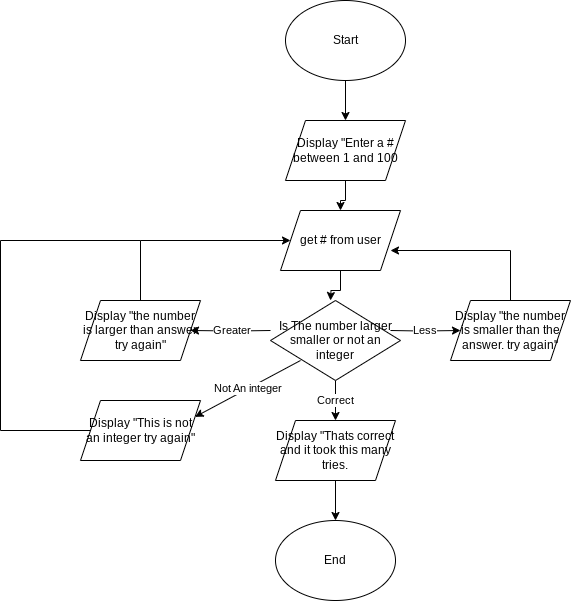 Start
Display "Enter a #
between 1 and 100
get # from user
Display "the number
is larger than answer
try again"
Greater
Is The number larger
smaller or not an
integer
Less
Display "the number
is smaller than the
answer. try again"
Not An integer
Correct
Display "This is not
an integer try again"
Display "Thats correct
and it took this many
tries.
End